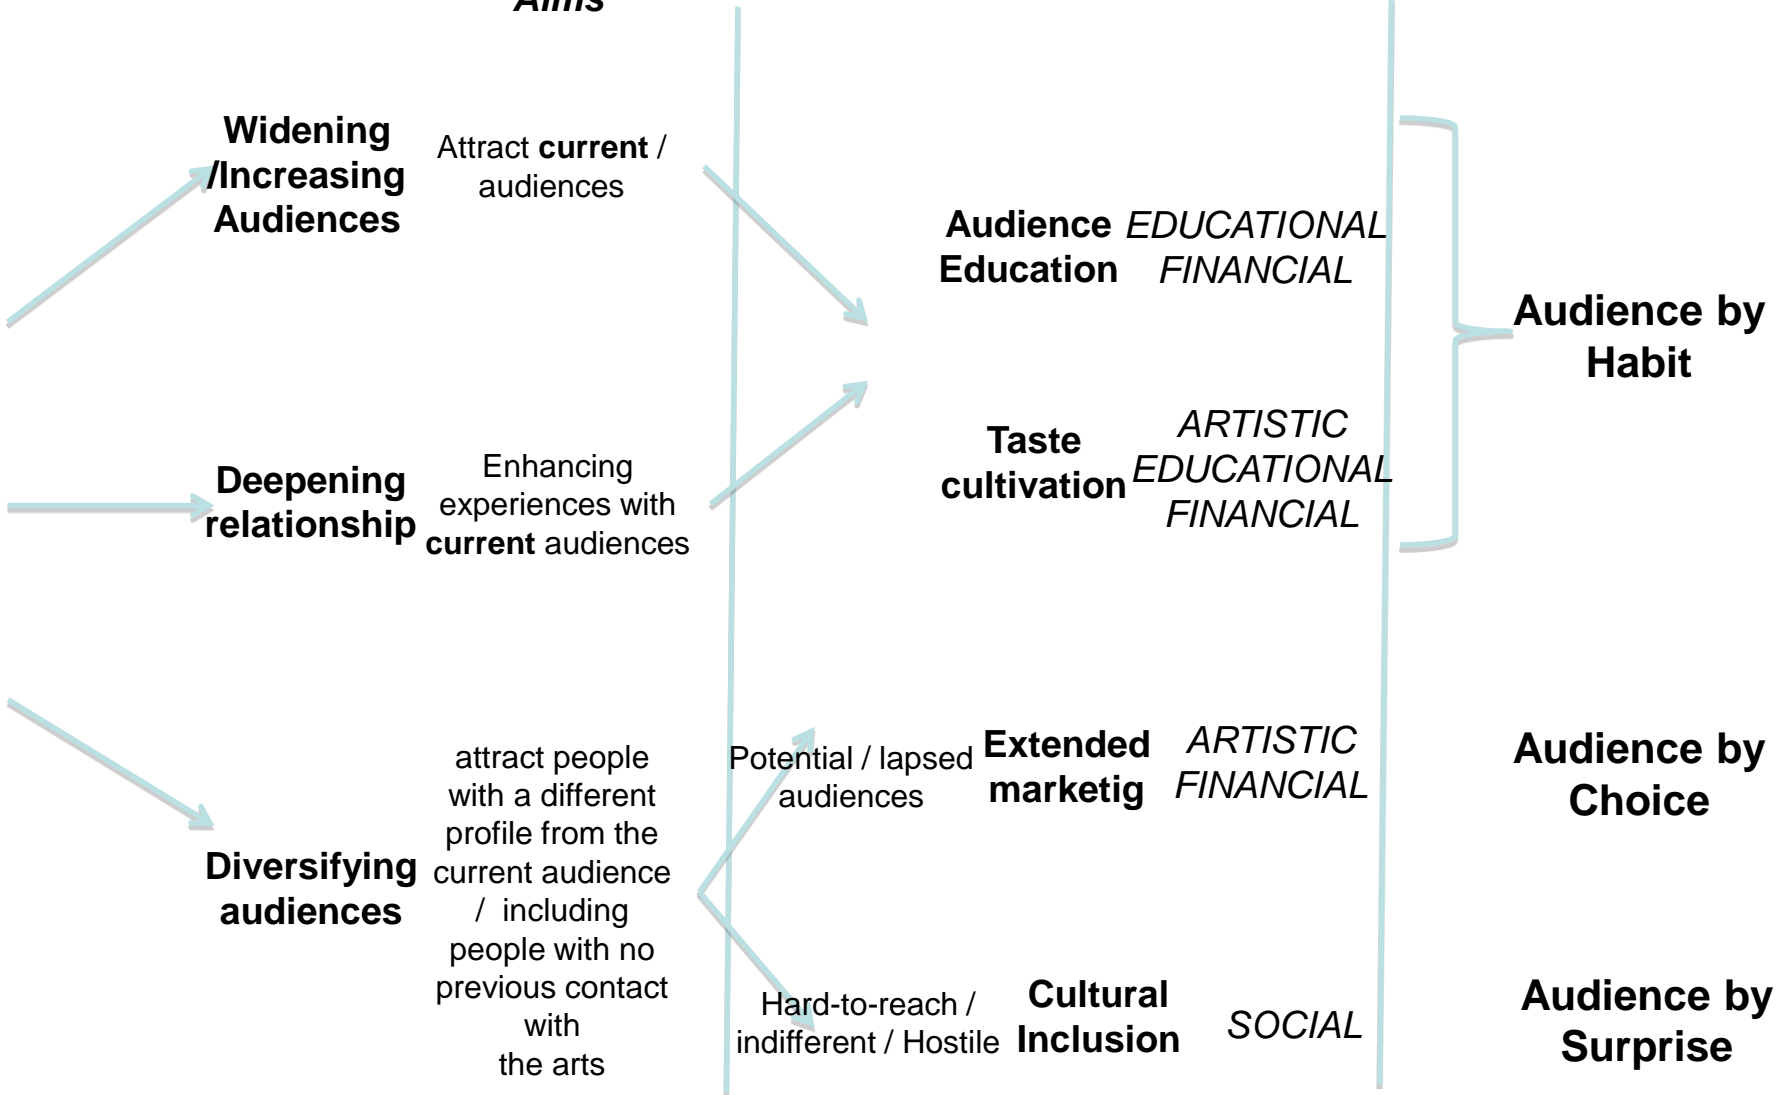 Aims
Widening
/Increasing
Audiences
Attract current /
audiences
Audience
Education
EDUCATIONAL
FINANCIAL
Audience by
Habit
Deepening
relationship
Enhancing
experiences with
current audiences
Taste
cultivation
ARTISTIC
EDUCATIONAL
FINANCIAL
Diversifying
audiences
attract people
with a different
profile from the
current audience
/ including
people with no
previous contact
with
the arts
Potential / lapsed
audiences
Extended
marketig
ARTISTIC
FINANCIAL
Audience by
Choice
Hard-to-reach /
indifferent / Hostile
Cultural
Inclusion
SOCIAL
Audience by
Surprise